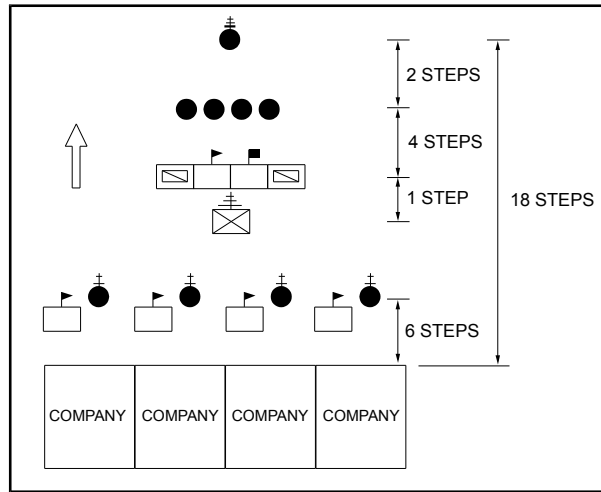 2 STEPS
4 STEPS
1 STEP
18 STEPS
6 STEPS
COMPANY COMPANY COMPANY COMPANY